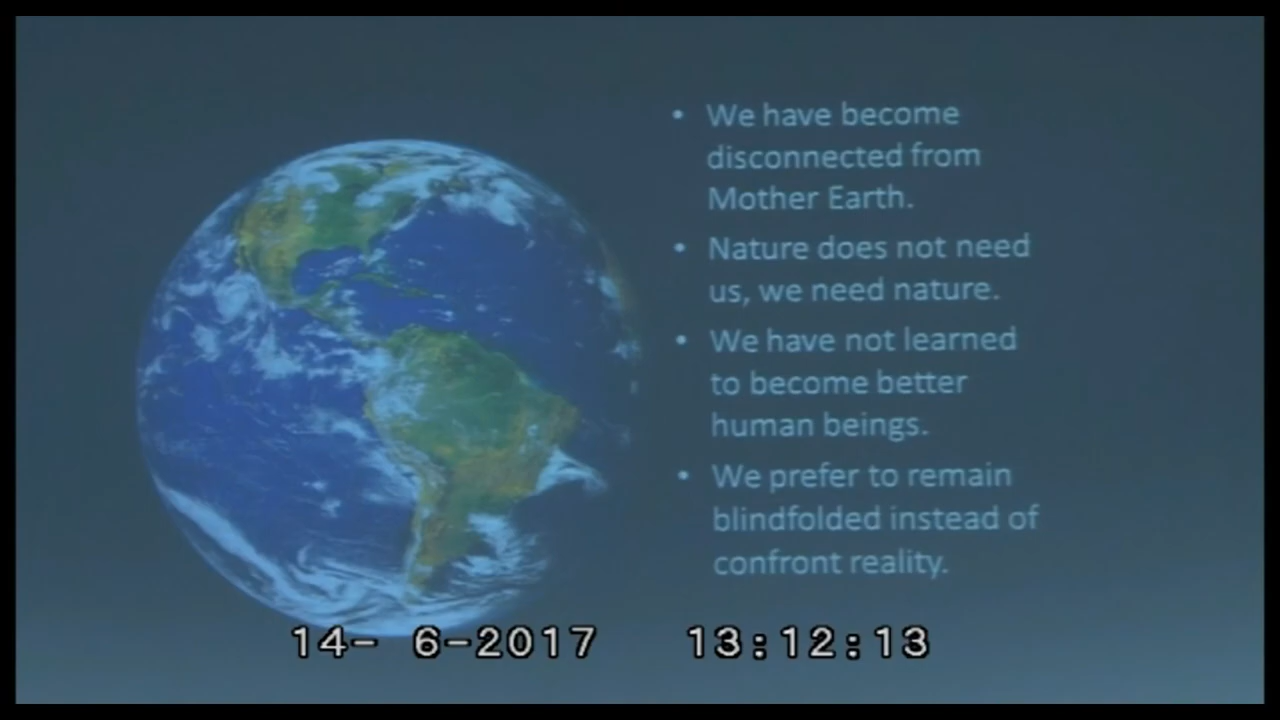 • We have become
disconnected from
Mother Earth.
• Nature does not need
us, we need nature.
• We have not learned
to become better
human beings.
• We prefer to remain
blindfolded instead of
confront reality.
14- 6-2017 13:12:13